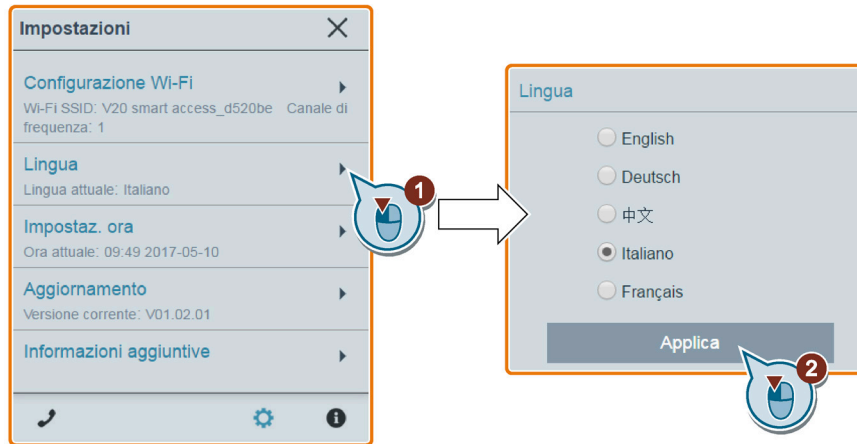 Impostazioni
Configurazione Wi-Fi
Wi-Fi SSID: V20 smart access_d520be Canale di
frequenza: 1
Lingua
Lingua attuale: Italiano
Impostaz. ora
Ora attuale: 09:49 2017-05-10
Aggiornamento
Versione corrente: V01.02.01
Informazioni aggiuntive
1
Lingua
English
Deutsch
中文
Italiano
Français
Applica
2